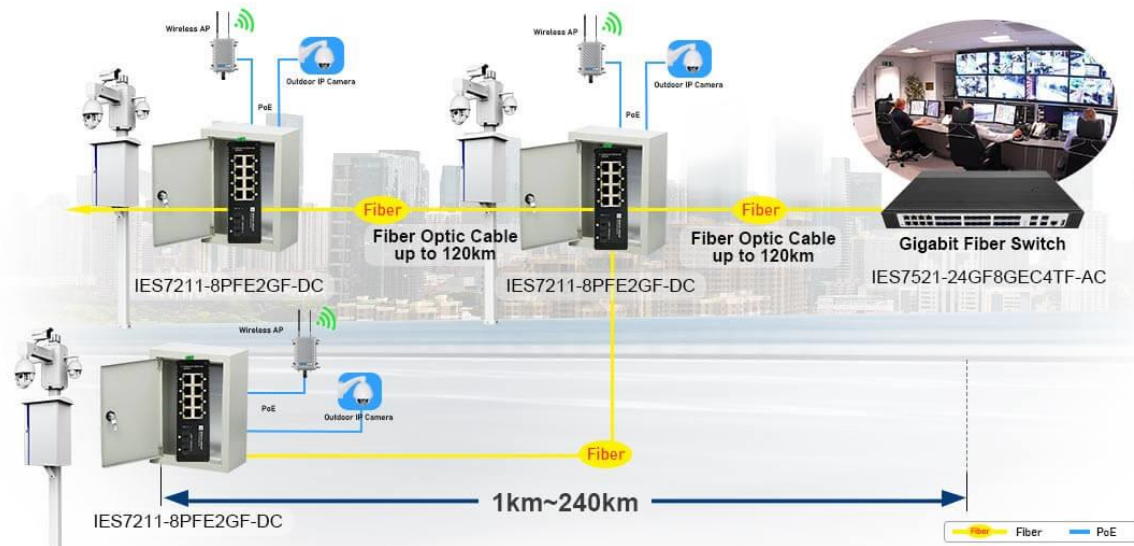 Wireless AP
Outdoor IP Camera
PoE
Wireless AP
Outdoor IP Camera
PoE
Fiber
Fiber Optic Cable
up to 120km
Fiber
Fiber Optic Cable
up to 120km
Gigabit Fiber Switch
IES7211-8PFE2GF-DC
IES7211-8PFE2GF-DC
IES7521-24GF8GEC4TF-AC
Wireless AP
PoE
Outdoor IP Camera
Fiber
1km~240km
IES7211-8PFE2GF-DC
Fiber Fiber PoE